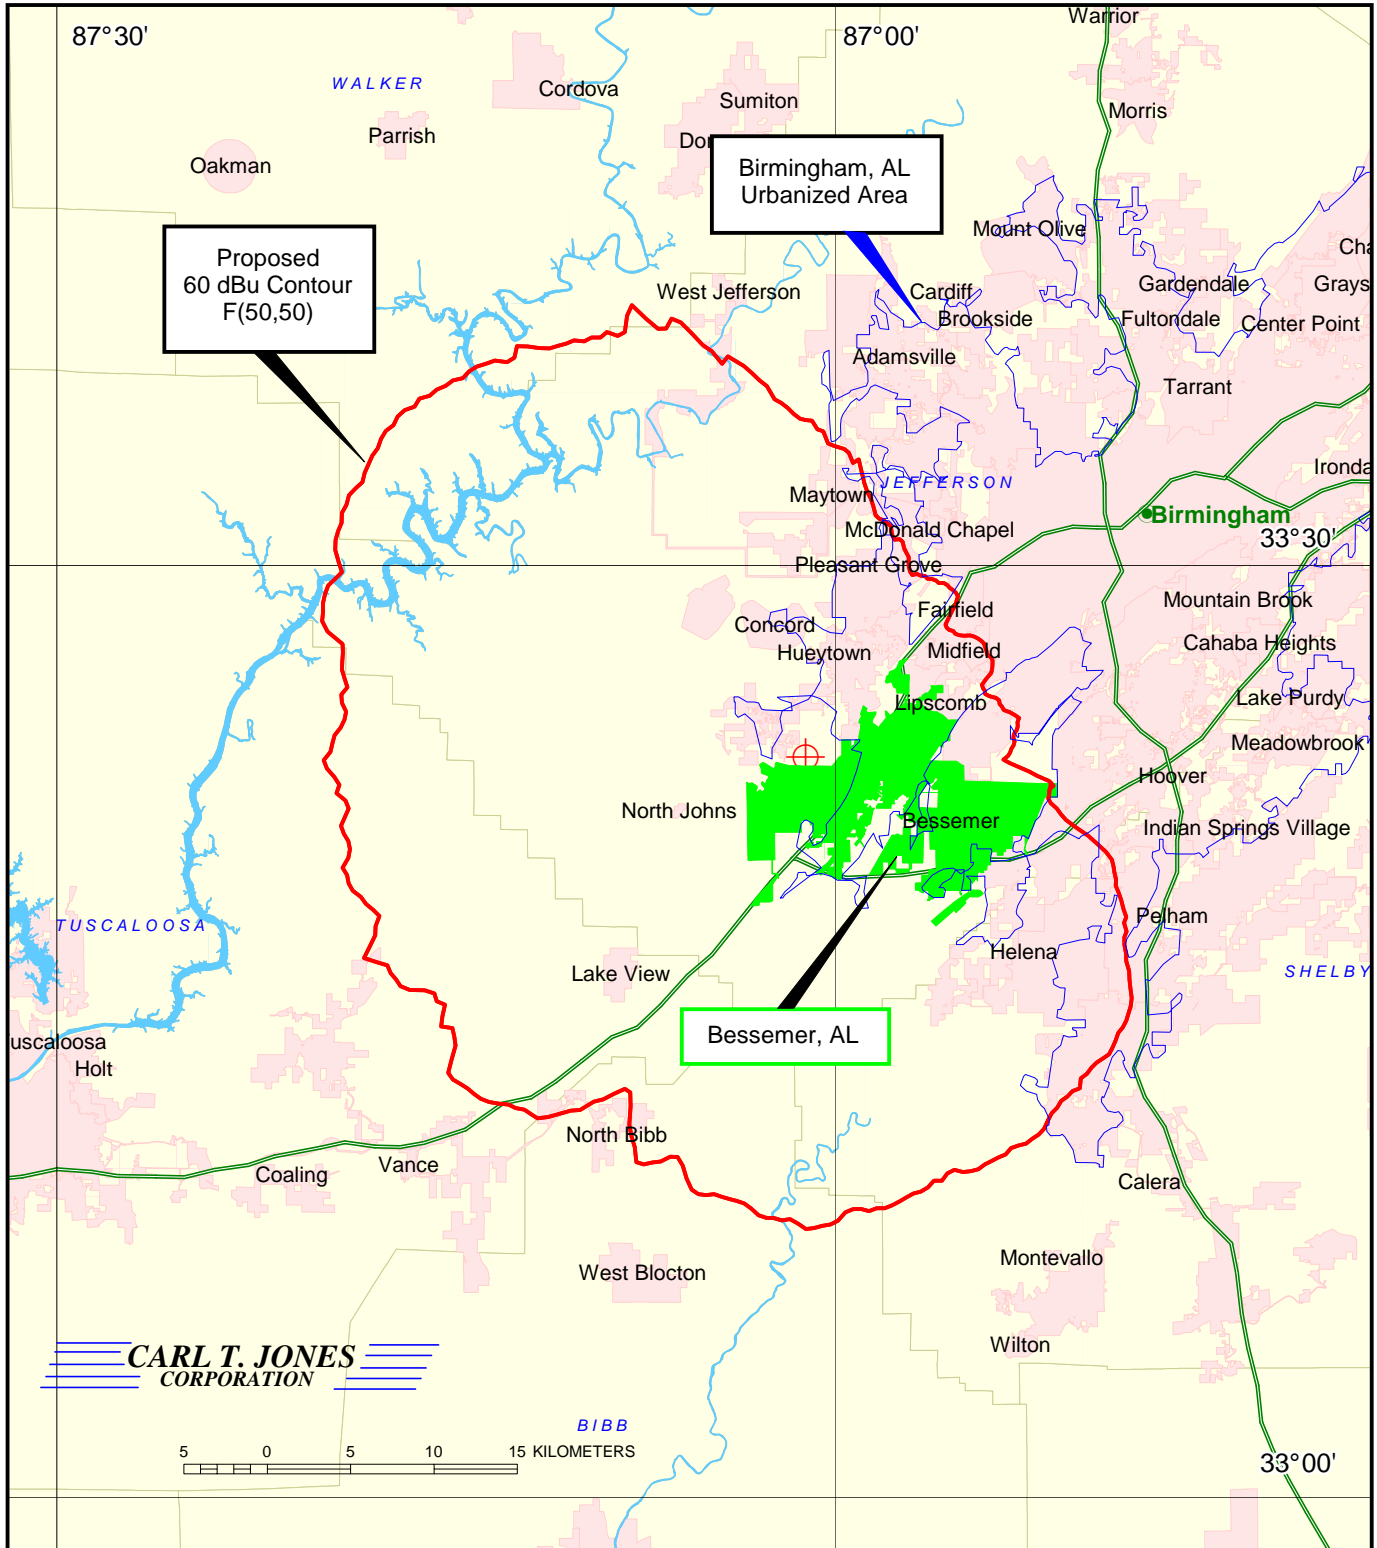 87°30'
87°00'
Warrior
WALKER
Cordova
Sumiton
Morris
Parrish
Dor
Oakman
Birmingham, AL
Urbanized Area
Mount Olive
Cha
Proposed
60 dBu Contour
F(50,50)
West Jefferson
Cardiff
Gardendale
Grays
Brookside
Fultondale
Center Point
Adamsville
Tarrant
Ironda
JEFFERSON
Maytown
Birmingham
McDonald Chapel
33°30'
Pleasant Grove
Mountain Brook
Fairfield
Concord
Cahaba Heights
Hueytown
Midfield
Lake Purdy
Lipscomb
Meadowbrook
Hoover
North Johns
Bessemer
Indian Springs Village
TUSCALOOSA
Pelham
Helena
Lake View
SHELBY
Bessemer, AL
uscaloosa
Holt
North Bibb
Vance
Coaling
Calera
Montevallo
West Blocton
Wilton
CARL T. JONES
CORPORATION
BIBB
5 0 5 10 15 KILOMETERS
33°00'